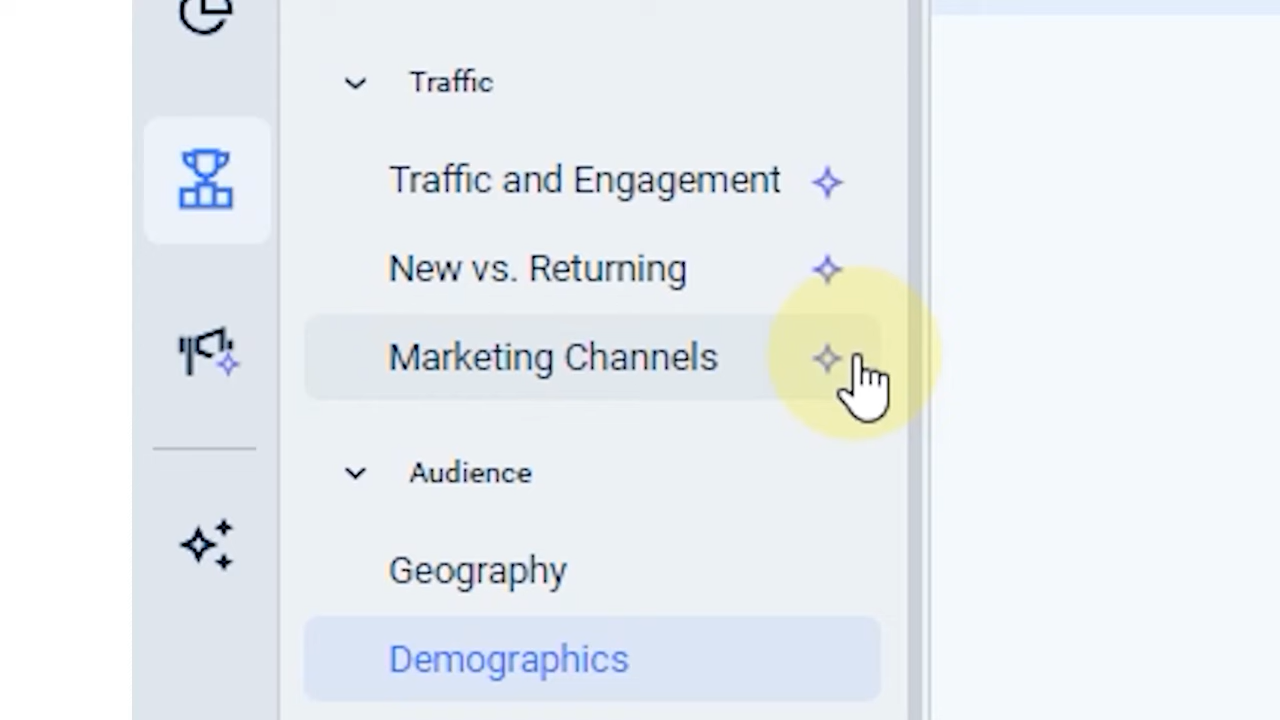 Traffic
Traffic and Engagement
New vs. Returning
Marketing Channels
Audience
Geography
Demographics